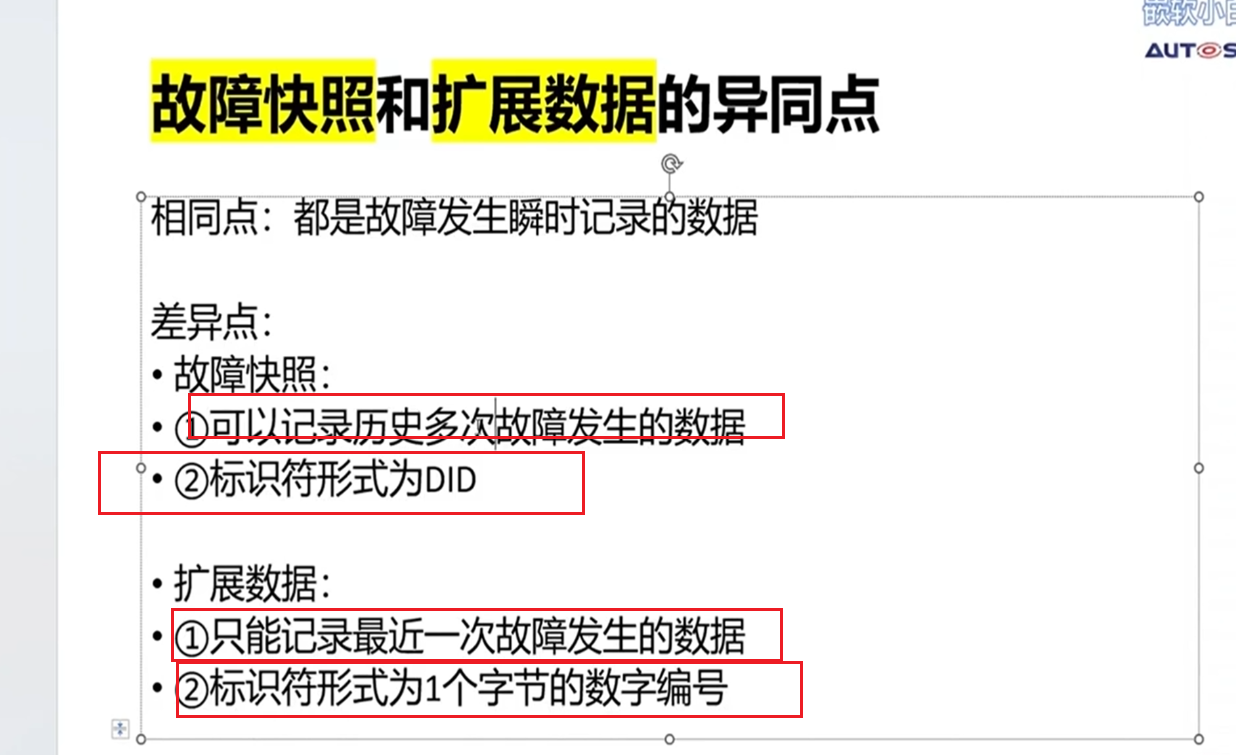 嵌软小白
AUTOS
故障快照和扩展数据的异同点
相同点：都是故障发生瞬时记录的数据
差异点：
• 故障快照：
• ①可以记录历史多次故障发生的数据
• ②标识符形式为DID
• 扩展数据：
• ①只能记录最近一次故障发生的数据
• ②标识符形式为1个字节的数字编号